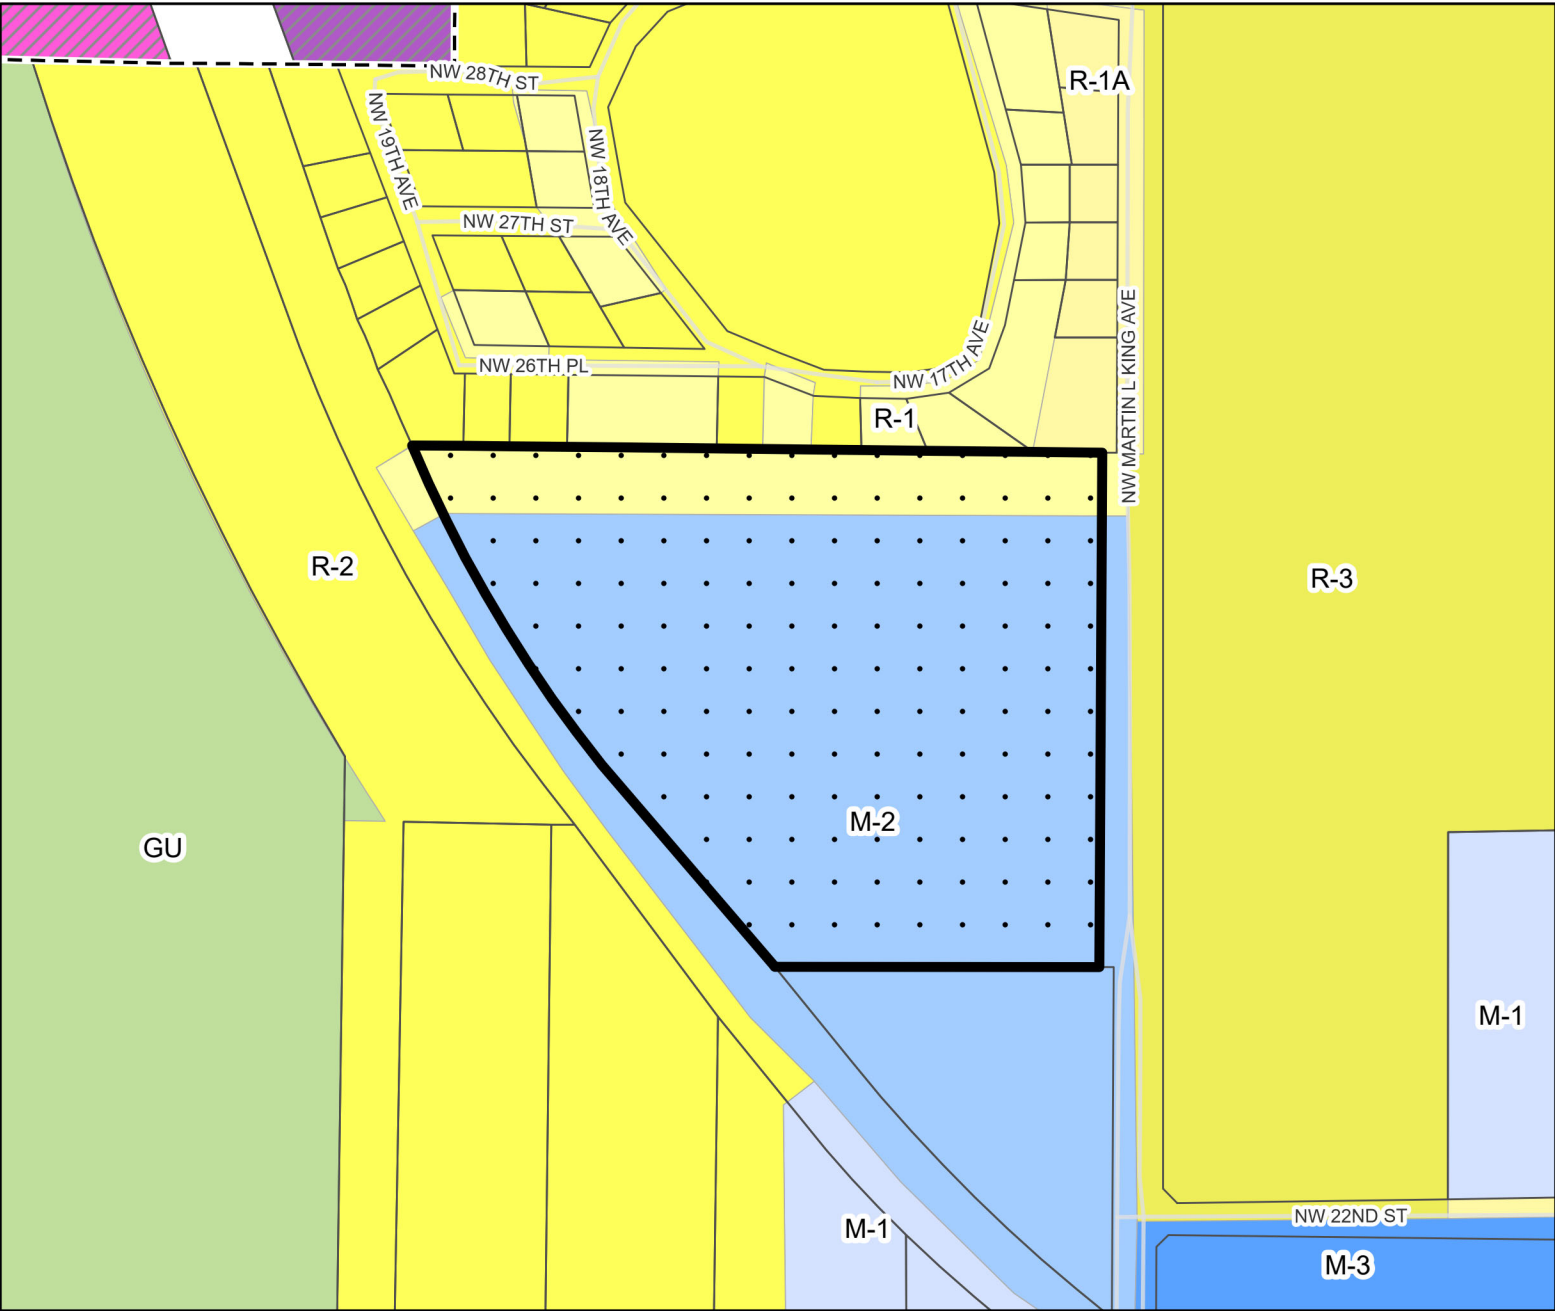 NW 28TH ST
R-1A
NW 19TH AVE
NW 18TH AVE
NW 27TH ST
NW 26TH PL
NW 17TH AVE
NW MARTIN L KING AVE
R-1
R-2
R-3
M-2
GU
M-1
M-1
NW 22ND ST
M-3